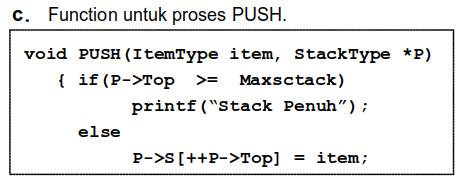 c. Function untuk proses PUSH.
void PUSH(ItemType item, StackType *P)
{ if(P->Top >= Maxsctack)
printf(“Stack Penuh”);
else
P->S[++P->Top] = item;